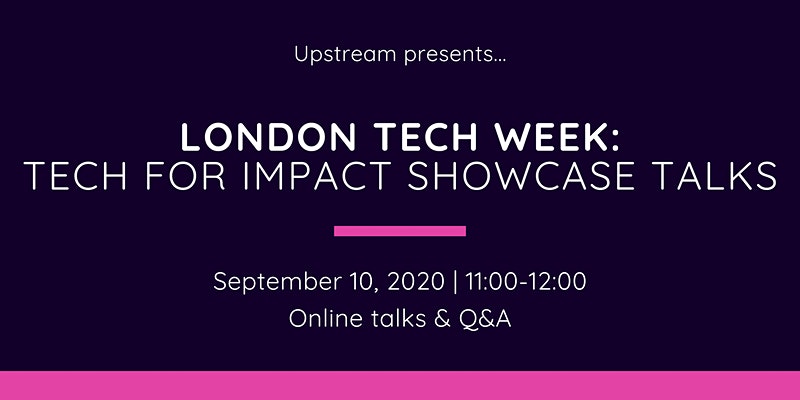 Upstream presents...
LONDON TECH WEEK:
TECH FOR IMPACT SHOWCASE TALKS
September 10, 2020 | 11:00-12:00
Online talks & Q&A